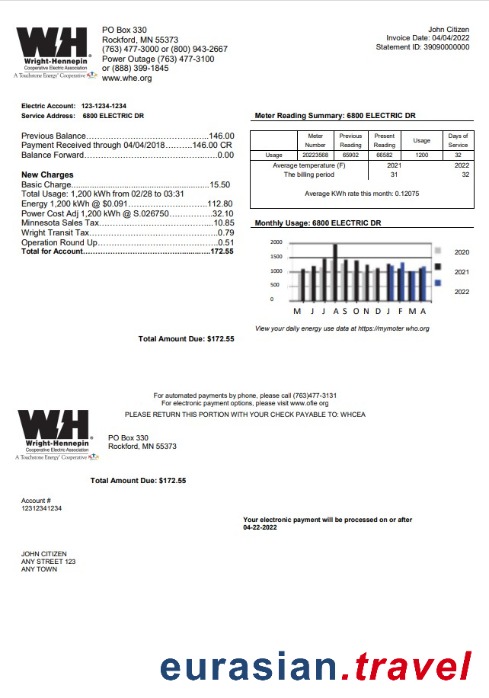 WH
Wright-Hennepin
Cooperative Electric Association
A Touchstone Energy® Cooperative
PO Box 330
Rockford, MN 55373
(763) 477-3000 or (800) 943-2667
Power Outage (763) 477-3100
or (888) 399-1845
www.whe.org
John Citizen
Invoice Date: 04/04/2022
Statement ID: 39090000000
Electric Account: 123-1234-1234
Service Address: 6800 ELECTRIC DR
Previous Balance 146.00
Payment Received through 04/04/2018 146.00 CR
Balance Forward 0.00
New Charges
Basic Charge 15.50
Total Usage: 1,200 kWh from 02/28 to 03:31
Energy 1,200 kWh @ $0.091 112.80
Power Cost Adj 1,200 kWh @ S.026750 32.10
Minnesota Sales Tax 10.85
Wright Transit Tax 0.79
Operation Round Up 0.51
Total for Account 172.55
Total Amount Due: $172.55
Meter Reading Summary: 6800 ELECTRIC DR
Meter Number Previous Reading Present Reading Usage Days of Service
Usage 20223568 65902 66582 1200 32
Average temperature (F) 2021 2022
The billing period 31 32
Average KWh rate this month: 0.12075
Monthly Usage: 6800 ELECTRIC DR
2000
1500
1000
500
0
M J J A S O N D J F M A
2020
2021
2022
View your daily energy use data at https://mymoter who.org
For automated payments by phone, please call (763)477-3131
For electronic payment options, please visit www.ofie org
PLEASE RETURN THIS PORTION WITH YOUR CHECK PAYABLE TO: WHCEA
WH
Wright-Hennepin
Cooperative Electric Association
A Touchstone Energy® Cooperative
PO Box 330
Rockford, MN 55373
Total Amount Due: $172.55
Account #
12312341234
Your electronic payment will be processed on or after
04-22-2022
JOHN CITIZEN
ANY STREET 123
ANY TOWN
eurasian.travel